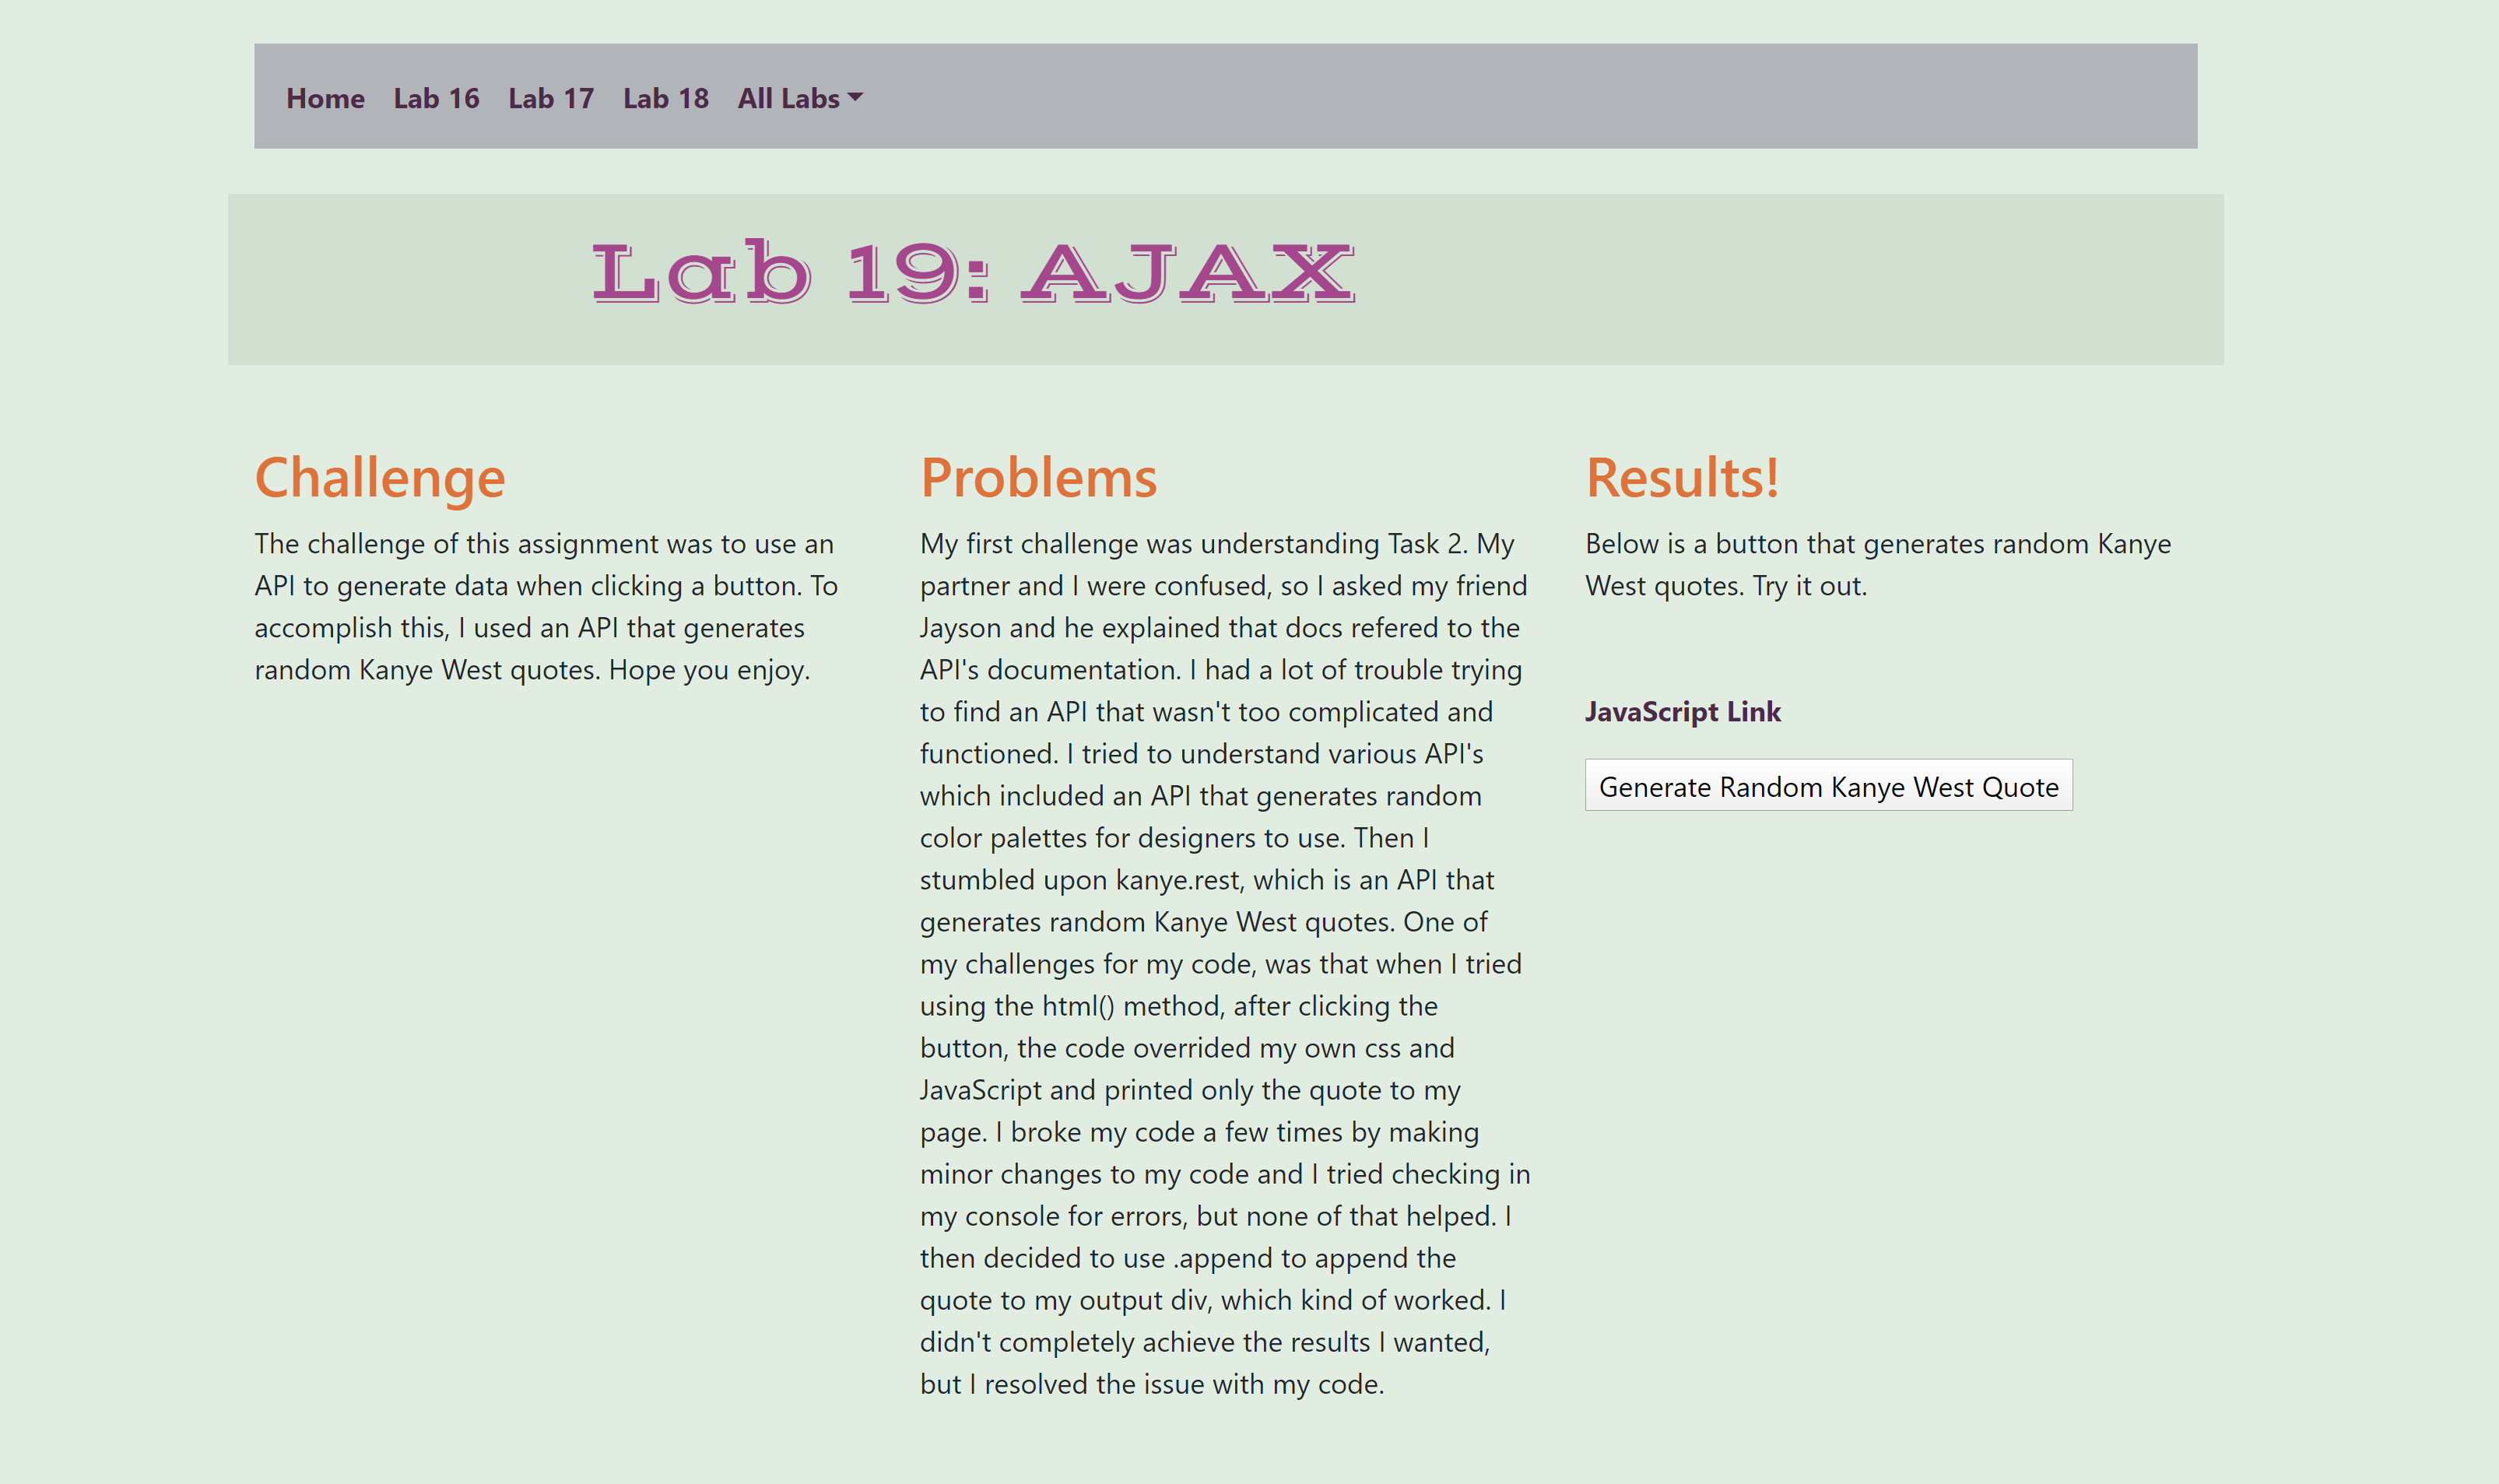 Home Lab 16 Lab 17 Lab 18 All Labs
Lab 19: AJAX
Challenge
The challenge of this assignment was to use an
API to generate data when clicking a button. To
accomplish this, I used an API that generates
random Kanye West quotes. Hope you enjoy.
Problems
My first challenge was understanding Task 2. My
partner and I were confused, so I asked my friend
Jayson and he explained that docs refered to the
API's documentation. I had a lot of trouble trying
to find an API that wasn't too complicated and
functioned. I tried to understand various API's
which included an API that generates random
color palettes for designers to use. Then I
stumbled upon kanye.rest, which is an API that
generates random Kanye West quotes. One of
my challenges for my code, was that when I tried
using the html() method, after clicking the
button, the code overrided my own css and
JavaScript and printed only the quote to my
page. I broke my code a few times by making
minor changes to my code and I tried checking in
my console for errors, but none of that helped. I
then decided to use .append to append the
quote to my output div, which kind of worked. I
didn't completely achieve the results I wanted,
but I resolved the issue with my code.
Results!
Below is a button that generates random Kanye
West quotes. Try it out.
JavaScript Link
Generate Random Kanye West Quote